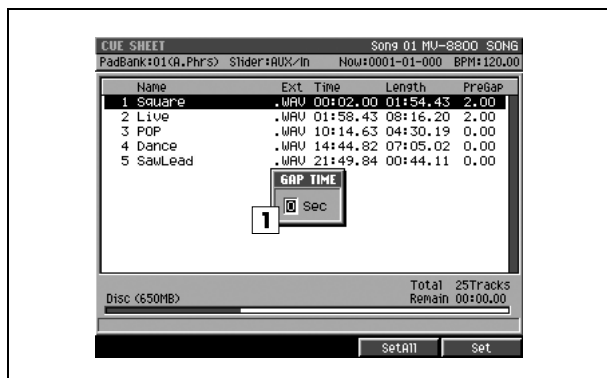 CUE SHEET Song 01 MV-8800 SONG
PadBank:01(A.Phrs) Slider:AUX/In Now:0001-01-000 BPM:120.00
Name Ext Time Length PreGap
1 Square .WAV 00:02.00 01:54.43 2.00
2 Live .WAV 01:58.43 08:16.20 2.00
3 POP .WAV 10:14.63 04:30.19 0.00
4 Dance .WAV 14:44.82 07:05.02 0.00
5 SawLead .WAV 21:49.84 00:44.11 0.00
GAP TIME
0 Sec
1
Total 25Tracks
Disc (650MB) Remain 00:00.00
SetAll Set